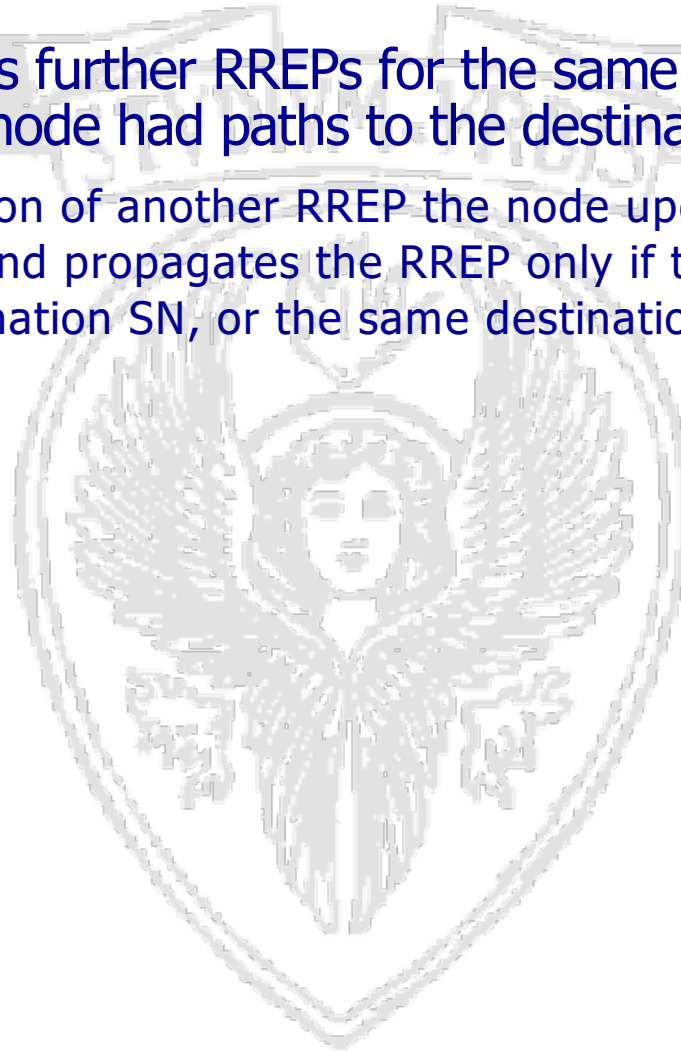 s further RREPs for the same
node had paths to the destina
on of another RREP the node up
nd propagates the RREP only if t
nation SN, or the same destinatio